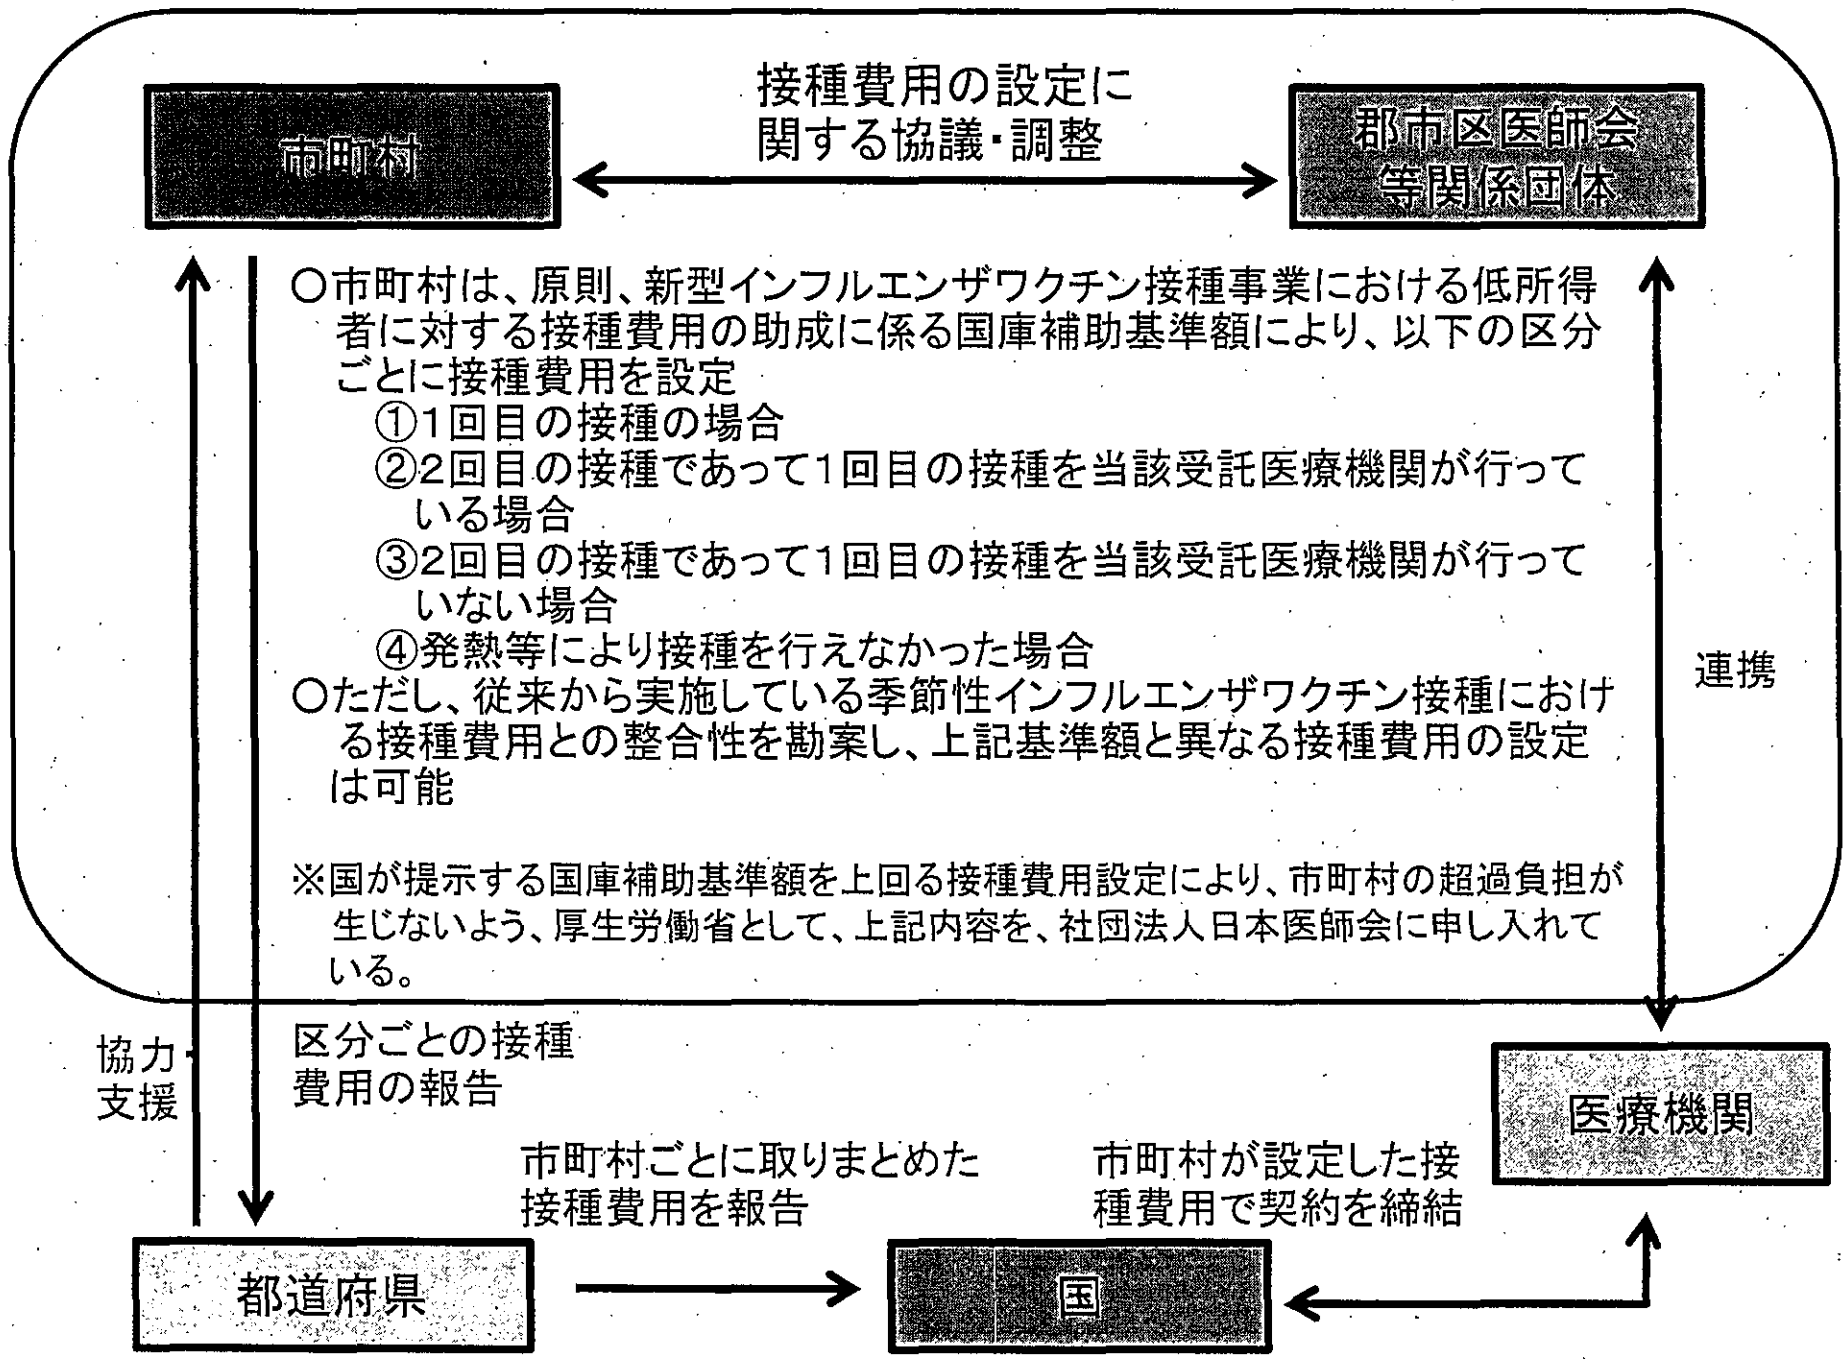 接種費用の設定に
関する協議・調整
市町村
郡市区医師会
等関係団体
○市町村は、原則、新型インフルエンザワクチン接種事業における低所得
者に対する接種費用の助成に係る国庫補助基準額により、以下の区分
ごとに接種費用を設定
①1回目の接種の場合
②2回目の接種であって1回目の接種を当該受託医療機関が行って
いる場合
③2回目の接種であって1回目の接種を当該受託医療機関が行って
いない場合
④発熱等により接種を行えなかった場合
○ただし、従来から実施している季節性インフルエンザワクチン接種におけ
る接種費用との整合性を勘案し、上記基準額と異なる接種費用の設定
は可能
連携
※国が提示する国庫補助基準額を上回る接種費用設定により、市町村の超過負担が
生じないよう、厚生労働省として、上記内容を、社団法人日本医師会に申し入れて
いる。
協力
支援
区分ごとの接種
費用の報告
医療機関
市町村ごとに取りまとめた
接種費用を報告
市町村が設定した接
種費用で契約を締結
都道府県
国